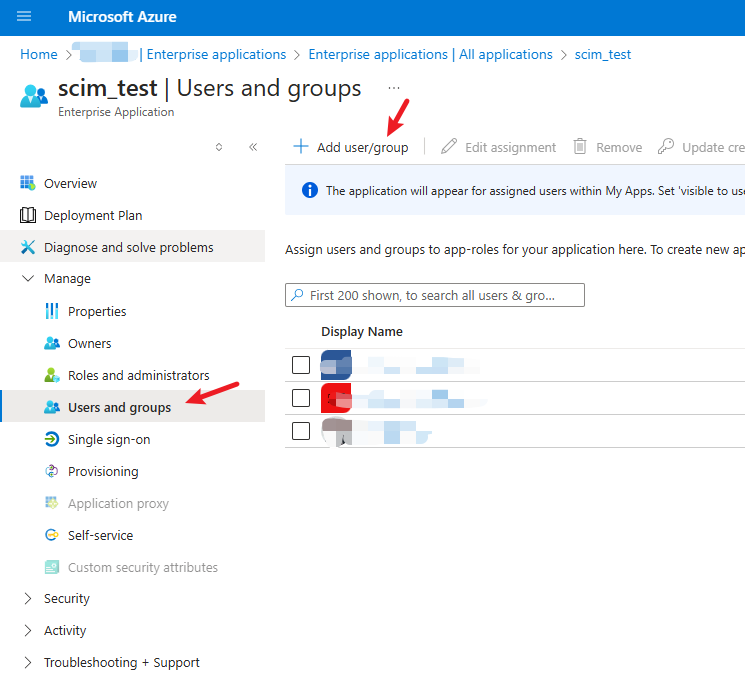 Microsoft Azure
Home > | Enterprise applications > Enterprise applications | All applications > scim_test
scim_test | Users and groups ...
Enterprise Application
Add user/group
Edit assignment
Remove
Update cre
Overview
Deployment Plan
Diagnose and solve problems
Manage
Properties
Owners
Roles and administrators
Users and groups
Single sign-on
Provisioning
Application proxy
Self-service
Custom security attributes
Security
Activity
Troubleshooting + Support
The application will appear for assigned users within My Apps. Set 'visible to use
Assign users and groups to app-roles for your application here. To create new ap
First 200 shown, to search all users & gro...
Display Name